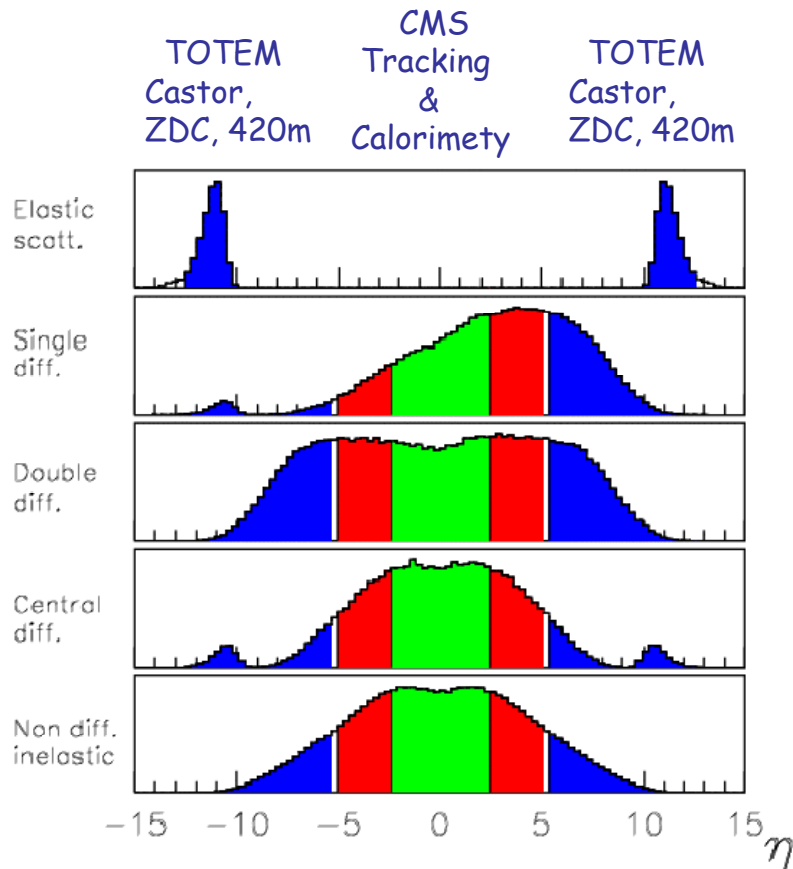 TOTEM
Castor,
ZDC, 420m
CMS
Tracking
&
Calorimety
TOTEM
Castor,
ZDC, 420m
Elastic
scatt.
Single
diff.
Double
diff.
Central
diff.
Non diff.
inelastic
−15 −10 −5 0 5 10 15
η